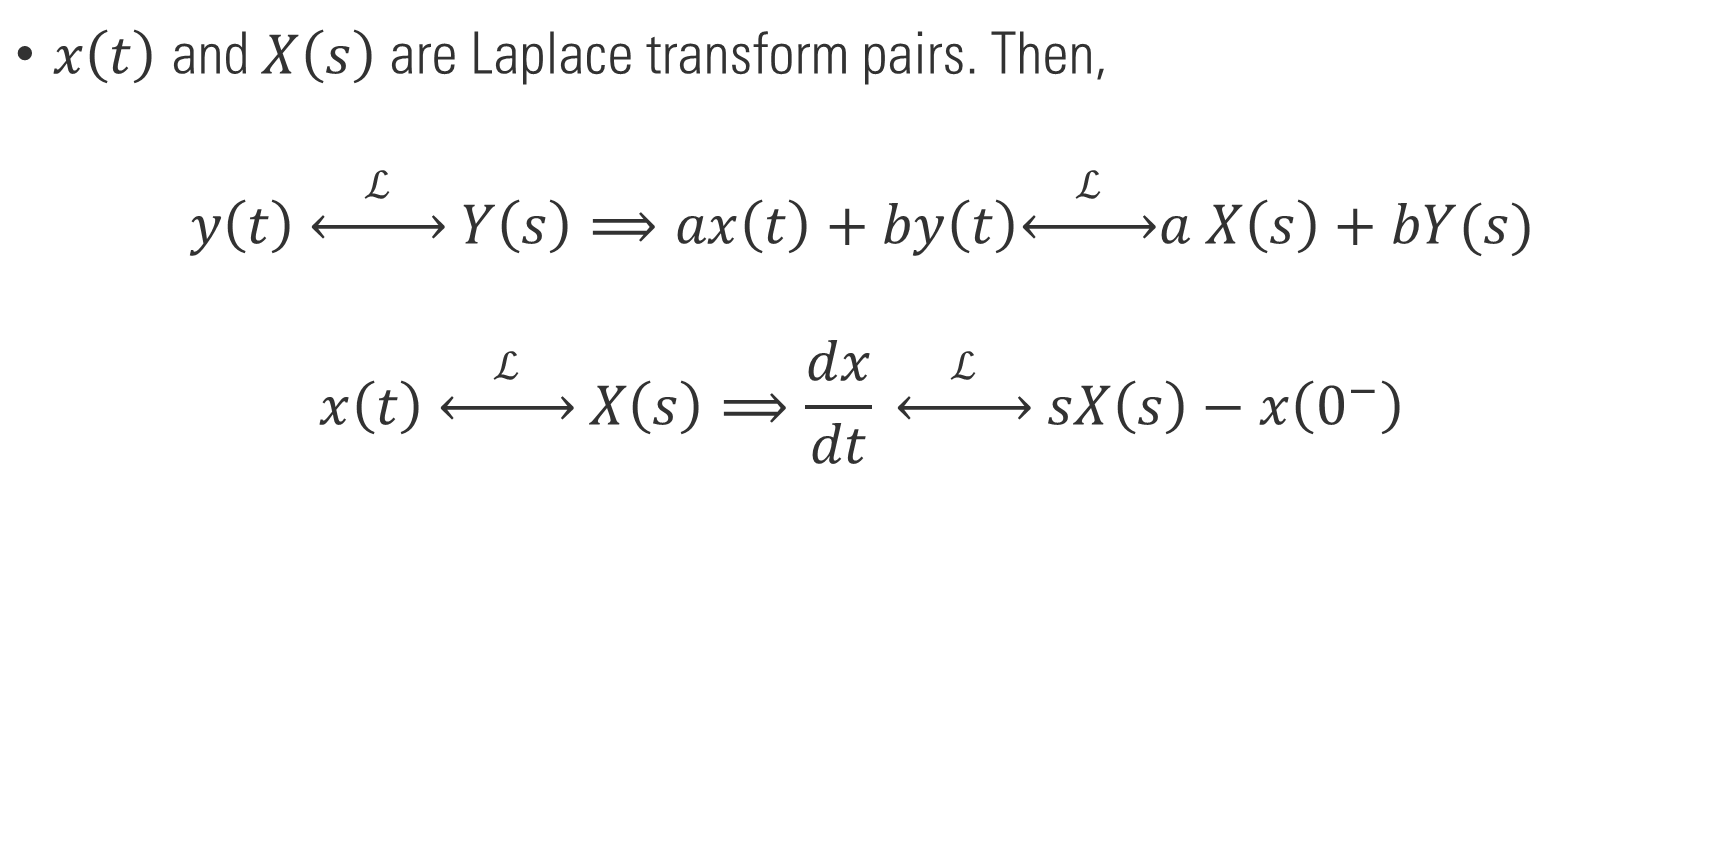 • x(t) and X(s) are Laplace transform pairs. Then,
y(t) ⟷^ℒ Y(s) ⟹ ax(t) + by(t) ⟷^ℒ a X(s) + bY(s)
x(t) ⟷^ℒ X(s) ⟹ dx/dt ⟷^ℒ sX(s) − x(0⁻)